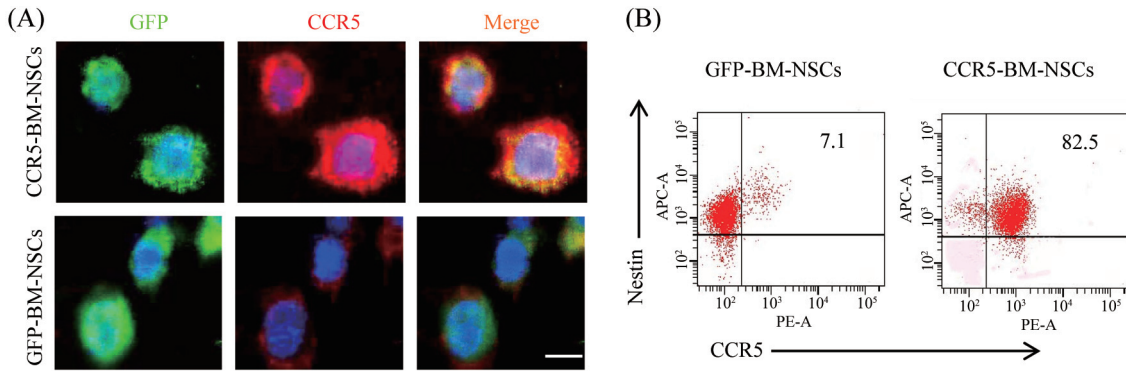 (A)
GFP
CCR5
Merge
CCR5-BM-NSCs
GFP-BM-NSCs
(B)
GFP-BM-NSCs
CCR5-BM-NSCs
Nestin
APC-A
10^5
10^4
10^3
10^2
7.1
10^2
10^3
10^4
10^5
PE-A
APC-A
10^5
10^4
10^3
10^2
82.5
10^2
10^3
10^4
10^5
PE-A
CCR5